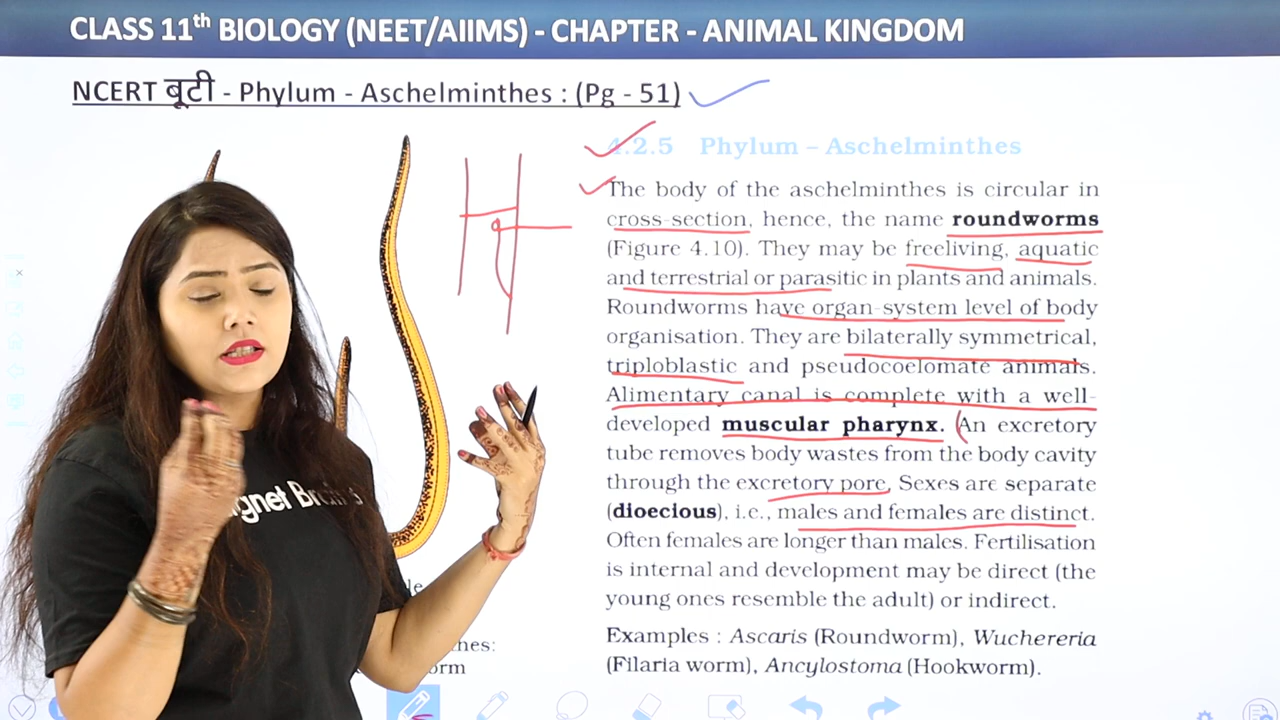 CLASS 11th BIOLOGY (NEET/AIIMS) - CHAPTER - ANIMAL KINGDOM
NCERT बूटी - Phylum - Aschelminthes : (Pg - 51)
4.2.5 Phylum – Aschelminthes
The body of the aschelminthes is circular in
cross-section, hence, the name roundworms
(Figure 4.10). They may be freeliving, aquatic
and terrestrial or parasitic in plants and animals.
Roundworms have organ-system level of body
organisation. They are bilaterally symmetrical,
triploblastic and pseudocoelomate animals.
Alimentary canal is complete with a well-
developed muscular pharynx. An excretory
tube removes body wastes from the body cavity
through the excretory pore. Sexes are separate
(dioecious), i.e., males and females are distinct.
Often females are longer than males. Fertilisation
is internal and development may be direct (the
young ones resemble the adult) or indirect.
Examples : Ascaris (Roundworm), Wuchereria
(Filaria worm), Ancylostoma (Hookworm).